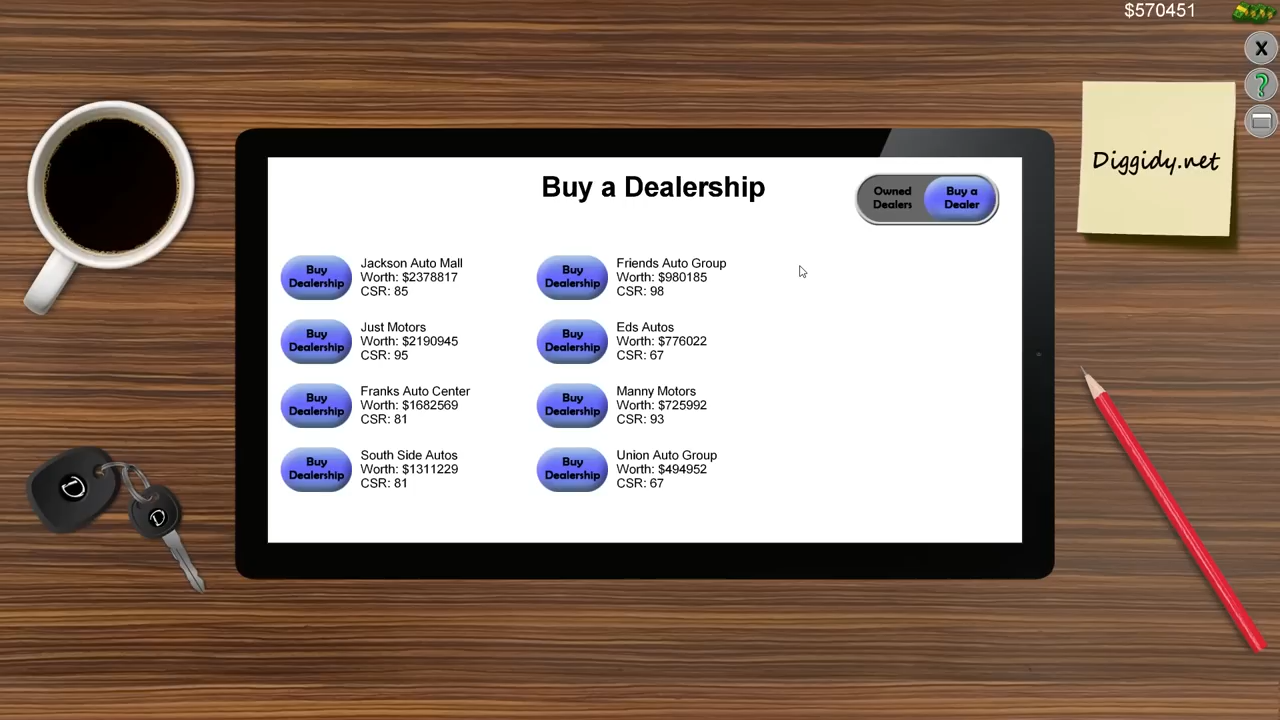 $570451
X
?
Diggidy.net
Buy a Dealership
Owned
Dealers
Buy a
Dealer
Buy
Dealership
Jackson Auto Mall
Worth: $2378817
CSR: 85
Buy
Dealership
Friends Auto Group
Worth: $980185
CSR: 98
Buy
Dealership
Just Motors
Worth: $2190945
CSR: 95
Buy
Dealership
Eds Autos
Worth: $776022
CSR: 67
Buy
Dealership
Franks Auto Center
Worth: $1682569
CSR: 81
Buy
Dealership
Manny Motors
Worth: $725992
CSR: 93
Buy
Dealership
South Side Autos
Worth: $1311229
CSR: 81
Buy
Dealership
Union Auto Group
Worth: $494952
CSR: 67
D
D